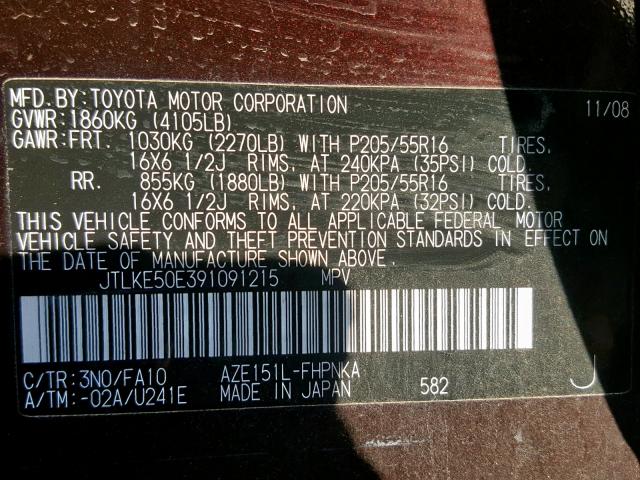 MFD.BY:TOYOTA MOTOR CORPORATION 11/08
GVWR:1860KG (4105LB)
GAWR:FRT. 1030KG (2270LB) WITH P205/55R16 TIRES,
16X6 1/2J RIMS, AT 240KPA (35PSI) COLD.
RR. 855KG (1880LB) WITH P205/55R16 TIRES,
16X6 1/2J RIMS, AT 220KPA (32PSI) COLD.
THIS VEHICLE CONFORMS TO ALL APPLICABLE FEDERAL MOTOR
VEHICLE SAFETY AND THEFT PREVENTION STANDARDS IN EFFECT ON
THE DATE OF MANUFACTURE SHOWN ABOVE.
JTLKE50E391091215 MPV
C/TR:3N0/FA10 AZE151L-FHPNKA
A/TM:-02A/U241E MADE IN JAPAN 582 J